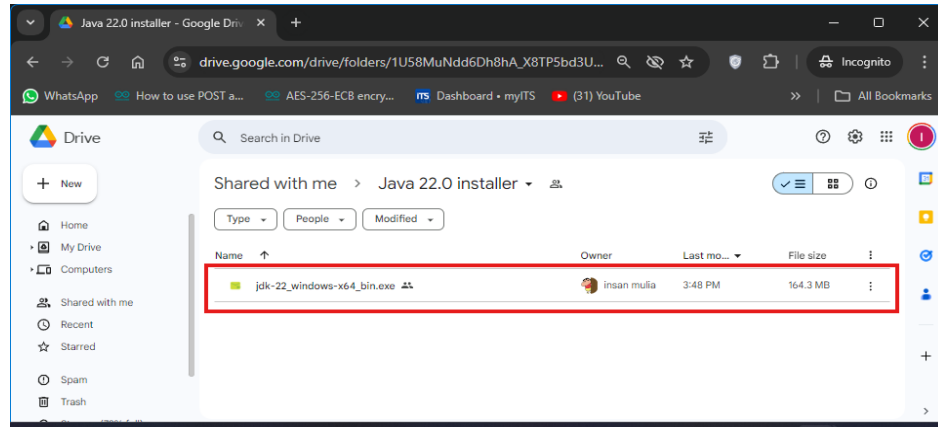 Java 22.0 installer - Google Driv
drive.google.com/drive/folders/1U58MuNdd6Dh8hA_X8TP5bd3U...
Incognito
WhatsApp
How to use POST a...
AES-256-ECB encry...
ITS
Dashboard • myITS
(31) YouTube
All Bookmarks
Drive
Search in Drive
I
New
Shared with me
Java 22.0 installer
Type
People
Modified
Home
My Drive
Computers
Shared with me
Recent
Starred
Spam
Trash
Name
Owner
Last mo...
File size
jdk-22_windows-x64_bin.exe
insan mulia
3:48 PM
164.3 MB